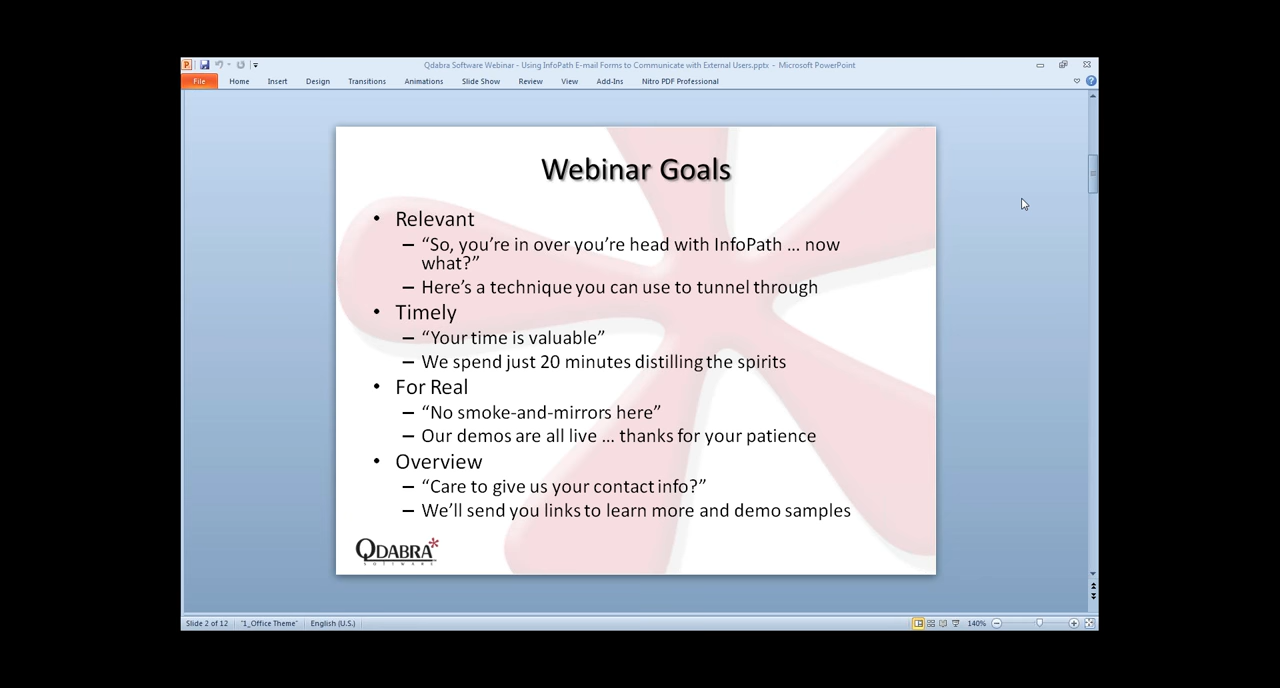 Qdabra Software Webinar - Using InfoPath E-mail Forms to Communicate with External Users.pptx - Microsoft PowerPoint
File Home Insert Design Transitions Animations Slide Show Review View Add-Ins Nitro PDF Professional
Webinar Goals
• Relevant
– “So, you’re in over you’re head with InfoPath … now
what?”
– Here’s a technique you can use to tunnel through
• Timely
– “Your time is valuable”
– We spend just 20 minutes distilling the spirits
• For Real
– “No smoke-and-mirrors here”
– Our demos are all live … thanks for your patience
• Overview
– “Care to give us your contact info?”
– We’ll send you links to learn more and demo samples
QDABRA*
SOFTWARE
Slide 2 of 12 "1_Office Theme" English (U.S.) 140%